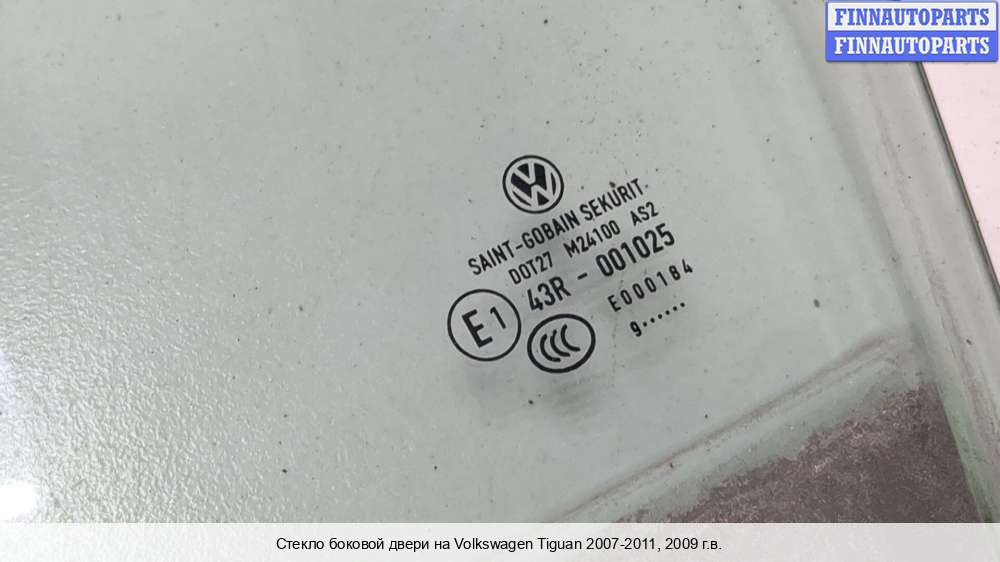 FINNAUTOPARTS
FINNAUTOPARTS
SAINT-GOBAIN SEKURIT
DOT27 M24100 AS2
43R - 001025
E1
E000184
CCC
9......
Стекло боковой двери на Volkswagen Tiguan 2007-2011, 2009 г.в.